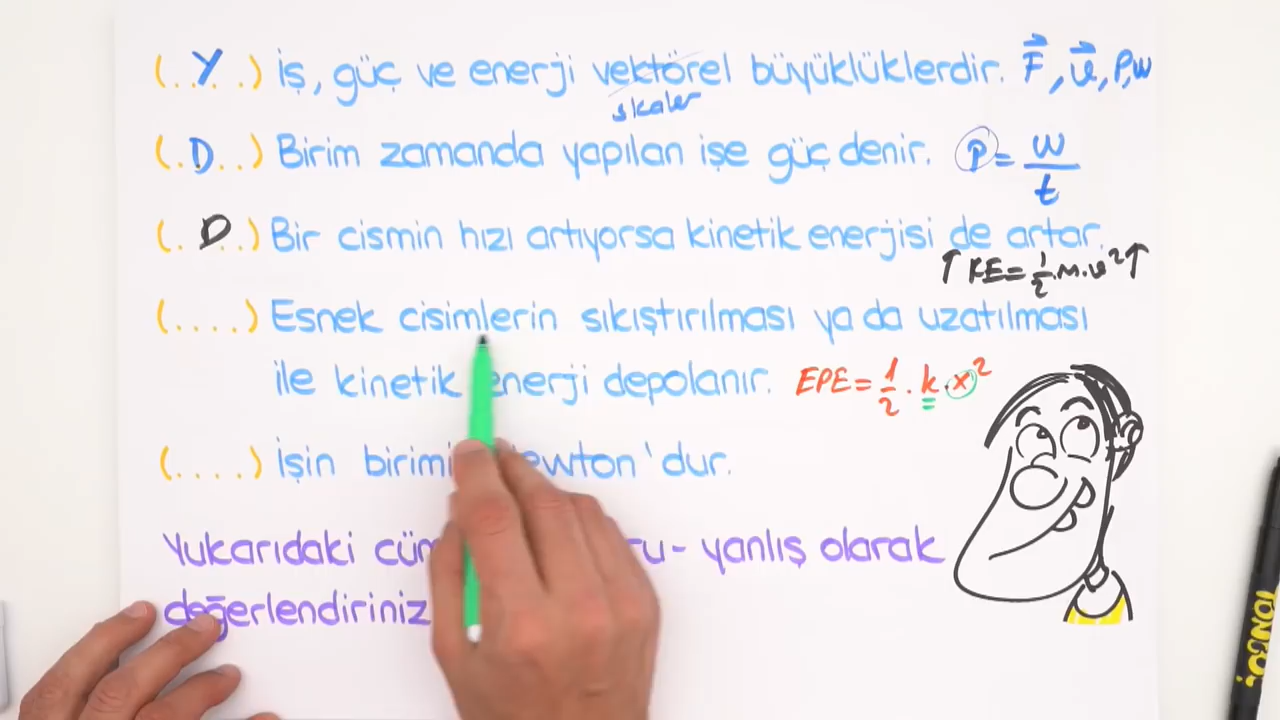 (. Y .) İş, güç ve enerji vektörel büyüklüklerdir. F, v, P, w
skaler
(. D . .) Birim zamanda yapılan işe güç denir. P = w / t
(. D . .) Bir cismin hızı artıyorsa kinetik enerjisi de artar.
↑ KE = 1/2 . m . v² ↑
(. . . .) Esnek cisimlerin sıkıştırılması ya da uzatılması
ile kinetik enerji depolanır. EPE = 1/2 . k . x²
(. . . .) İşin birimi ewton'dur.
Yukarıdaki ru - yanlış olarak
değerlendiriniz